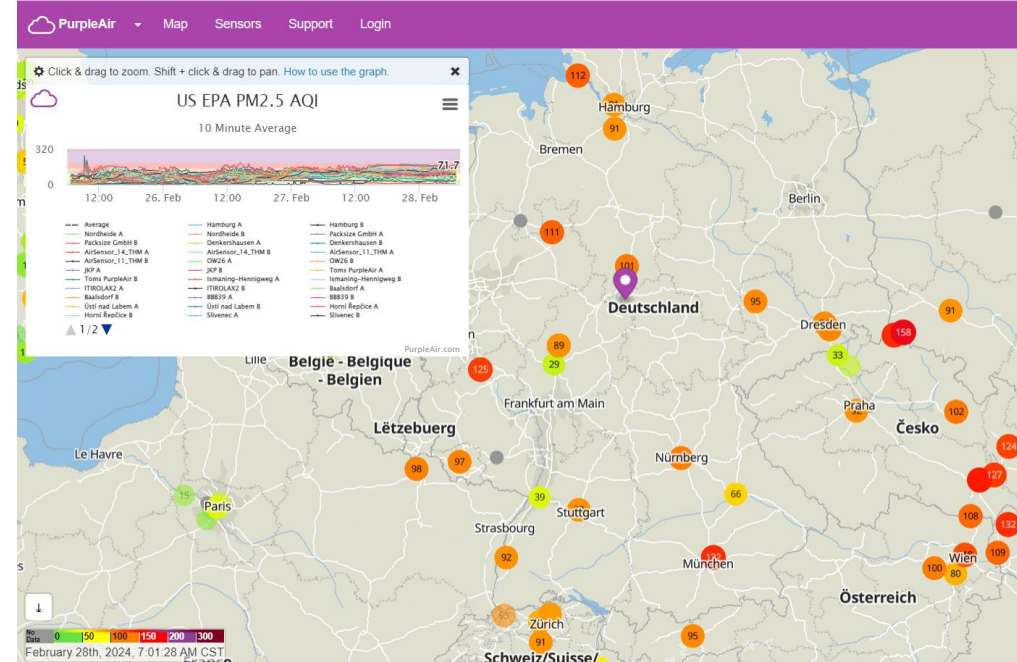 PurpleAir
Map
Sensors
Support
Login
Click & drag to zoom. Shift + click & drag to pan. How to use the graph.
US EPA PM2.5 AQI
10 Minute Average
320
71.7
0
12:00
26. Feb
12:00
27. Feb
12:00
28. Feb
Average
Hamburg A
Hamburg B
Nordheide A
Nordheide B
Packsize GmbH A
Packsize GmbH B
Denkershausen A
Denkershausen B
AirSensor_14_THM A
AirSensor_14_THM B
AirSensor_11_THM A
AirSensor_11_THM B
OW26 A
OW26 B
JKP A
JKP B
Toms PurpleAir A
Toms PurpleAir B
Ismaning-Hennigweg A
Ismaning-Hennigweg B
ITIROLAX2 A
ITIROLAX2 B
Baalsdorf A
Baalsdorf B
88B39 A
88B39 B
Ústí nad Labem A
Ústí nad Labem B
Horní Řepčice A
Horní Řepčice B
Slivenec A
Slivenec B
1/2
PurpleAir.com
112
Hamburg
91
Bremen
Berlin
111
101
Deutschland
95
91
Dresden
158
33
89
29
Lille
België - Belgique
- Belgien
125
Frankfurt am Main
Praha
102
Česko
Lëtzebuerg
124
Le Havre
97
98
Nürnberg
127
66
39
Paris
Stuttgart
108
132
Strasbourg
92
München
Wien
109
100
80
Österreich
Zürich
91
95
Schweiz/Suisse/
France
No
Data
0
50
100
150
200
300
February 28th, 2024, 7:01:28 AM CST